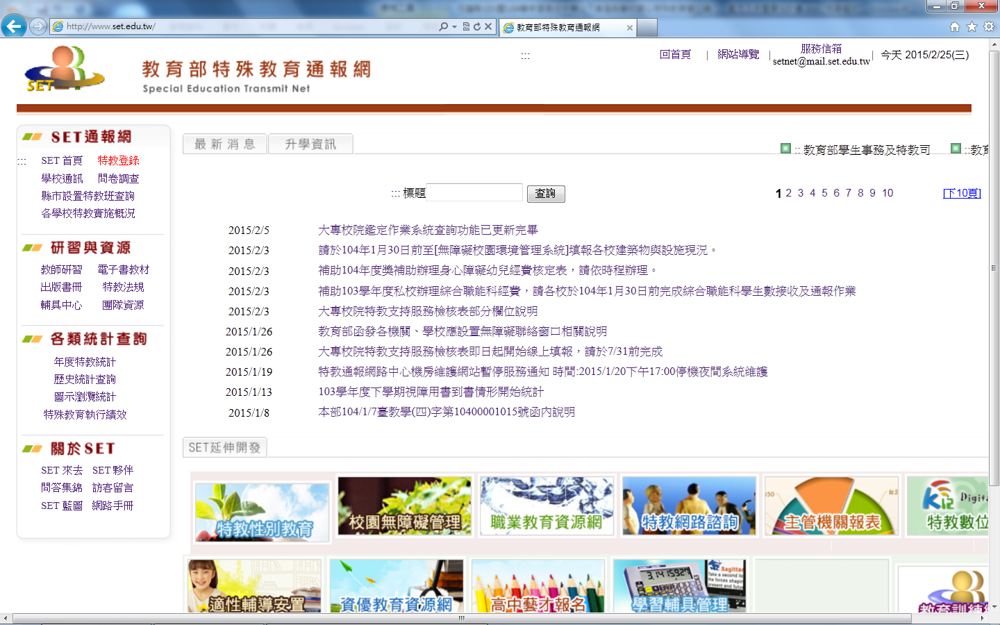 http://www.set.edu.tw/
教育部特殊教育通報網
SET
教育部特殊教育通報網
Special Education Transmit Net
:::
回首頁 | 網站導覽 | 服務信箱 setnet@mail.set.edu.tw | 今天 2015/2/25(三)
SET通報網
::: SET 首頁 特教登錄
學校通訊 問卷調查
縣市設置特教班查詢
各學校特教實施概況
研習與資源
教師研習 電子書教材
出版書冊 特教法規
輔具中心 團隊資源
各類統計查詢
年度特教統計
歷史統計查詢
圖示瀏覽統計
特殊教育執行績效
關於SET
SET 來去 SET 夥伴
問答集錦 訪客留言
SET 藍圖 網路手冊
最新消息 升學資訊
:: 教育部學生事務及特教司 ::教育
::: 標題 查詢 1 2 3 4 5 6 7 8 9 10 [下10頁]
2015/2/5 大專校院鑑定作業系統查詢功能已更新完畢
2015/2/3 請於104年1月30日前至[無障礙校園環境管理系統]填報各校建築物與設施現況。
2015/2/3 補助104年度獎補助辦理身心障礙幼兒經費核定表，請依時程辦理。
2015/2/3 補助103學年度私校辦理綜合職能科經費，請各校於104年1月30日前完成綜合職能科學生數接收及通報作業
2015/2/3 大專校院特教支持服務檢核表部分欄位說明
2015/1/26 教育部函發各機關、學校應設置無障礙聯絡窗口相關說明
2015/1/26 大專校院特教支持服務檢核表即日起開始線上填報，請於7/31前完成
2015/1/19 特教通報網路中心機房維護網站暫停服務通知 時間:2015/1/20下午17:00停機夜間系統維護
2015/1/13 103學年度下學期視障用書到書情形開始統計
2015/1/8 本部104/1/7臺教學(四)字第10400001015號函內說明
SET延伸開發
特教性別教育 校園無障礙管理 職業教育資源網 特教網路諮詢 主管機關報表 K12 Digita 特教數位
適性輔導安置 資優教育資源網 高中藝才報名 3.1415927 Sagittar 學習輔具管理 教育訓練